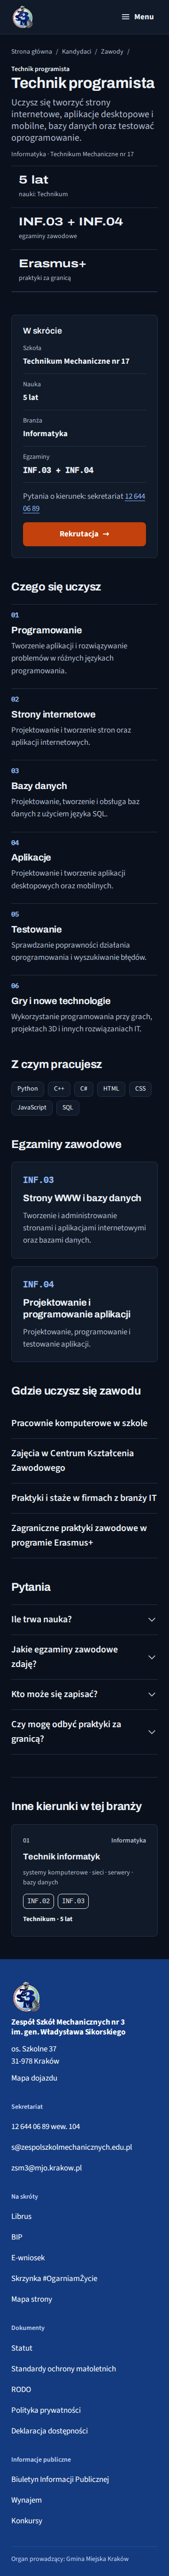 Menu
Strona główna / Kandydaci / Zawody /
Technik programista
Technik programista
Uczysz się tworzyć strony
internetowe, aplikacje desktopowe i
mobilne, bazy danych oraz testować
oprogramowanie.
Informatyka · Technikum Mechaniczne nr 17
5 lat
nauki: Technikum
INF.03 + INF.04
egzaminy zawodowe
Erasmus+
praktyki za granicą
W skrócie
Szkoła
Technikum Mechaniczne nr 17
Nauka
5 lat
Branża
Informatyka
Egzaminy
INF.03 + INF.04
Pytania o kierunek: sekretariat 12 644
06 89
Rekrutacja →
Czego się uczysz
01
Programowanie
Tworzenie aplikacji i rozwiązywanie
problemów w różnych językach
programowania.
02
Strony internetowe
Projektowanie i tworzenie stron oraz
aplikacji internetowych.
03
Bazy danych
Projektowanie, tworzenie i obsługa baz
danych z użyciem języka SQL.
04
Aplikacje
Projektowanie i tworzenie aplikacji
desktopowych oraz mobilnych.
05
Testowanie
Sprawdzanie poprawności działania
oprogramowania i wyszukiwanie błędów.
06
Gry i nowe technologie
Wykorzystanie programowania przy grach,
projektach 3D i innych rozwiązaniach IT.
Z czym pracujesz
Python C++ C# HTML CSS
JavaScript SQL
Egzaminy zawodowe
INF.03
Strony WWW i bazy danych
Tworzenie i administrowanie
stronami i aplikacjami internetowymi
oraz bazami danych.
INF.04
Projektowanie i
programowanie aplikacji
Projektowanie, programowanie i
testowanie aplikacji.
Gdzie uczysz się zawodu
Pracownie komputerowe w szkole
Zajęcia w Centrum Kształcenia
Zawodowego
Praktyki i staże w firmach z branży IT
Zagraniczne praktyki zawodowe w
programie Erasmus+
Pytania
Ile trwa nauka?
Jakie egzaminy zawodowe
zdaję?
Kto może się zapisać?
Czy mogę odbyć praktyki za
granicą?
Inne kierunki w tej branży
01 Informatyka
Technik informatyk
systemy komputerowe · sieci · serwery ·
bazy danych
INF.02 INF.03
Technikum · 5 lat
Zespół Szkół Mechanicznych nr 3
im. gen. Władysława Sikorskiego
os. Szkolne 37
31-938 Kraków
Mapa dojazdu
Sekretariat
12 644 06 89 wew. 104
s@zespolszkolmechanicznych.edu.pl
zsm3@mjo.krakow.pl
Na skróty
Librus
BIP
E-wniosek
Skrzynka #OgarniamŻycie
Mapa strony
Dokumenty
Statut
Standardy ochrony małoletnich
RODO
Polityka prywatności
Deklaracja dostępności
Informacje publiczne
Biuletyn Informacji Publicznej
Wynajem
Konkursy
Organ prowadzący: Gmina Miejska Kraków